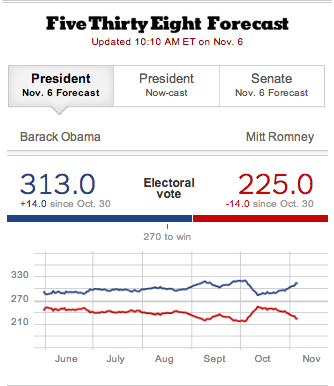 FiveThirtyEight Forecast
Updated 10:10 AM ET on Nov. 6
President President Senate
Nov. 6 Forecast Now-cast Nov. 6 Forecast
Barack Obama Mitt Romney
313.0 Electoral vote 225.0
+14.0 since Oct. 30 -14.0 since Oct. 30
270 to win
330
270
210
June July Aug Sept Oct Nov